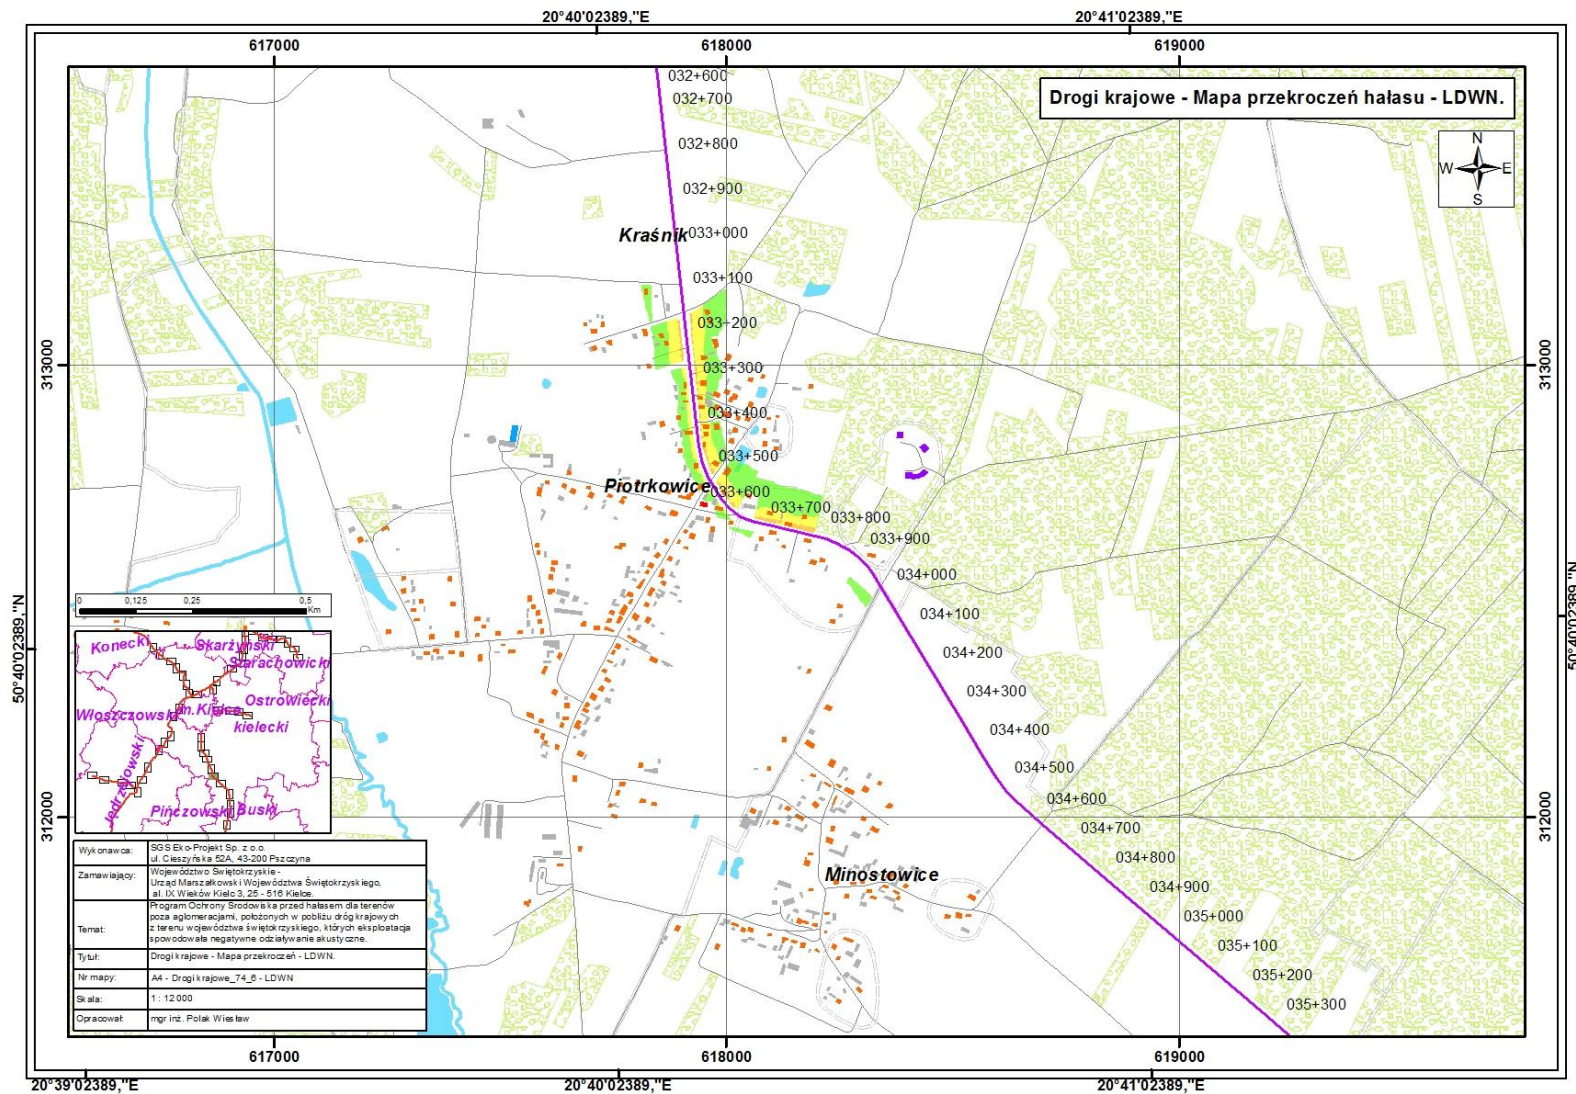 20°40'02389,"E
20°41'02389,"E
617000
618000
619000
Drogi krajowe - Mapa przekroczeń hałasu - LDWN.
N
W
E
S
032+600
032+700
032+800
032+900
Kraśnik
033+000
033+100
033+200
313000
313000
033+300
033+400
033+500
Piotrkowice
033+600
033+700
033+800
033+900
034+000
034+100
034+200
034+300
034+400
034+500
034+600
034+700
034+800
034+900
035+000
035+100
035+200
035+300
Minostowice
50°40'02389,"N
50°40'02389,"N
312000
312000
0
0,125
0,25
0,5
Km
Konecki
Skarżyński
Starachowicki
Ostrowiecki
Włoszczowski
m.Kielce
kielecki
Jędrzejowski
Pińczowski
Buski
Wykonawca:
SGS Eko-Projekt Sp. z o.o.
ul. Cieszyńska 52A, 43-200 Pszczyna
Zamawiający:
Województwo Świętokrzyskie -
Urząd Marszałkowski Województwa Świętokrzyskiego,
al. IX Wieków Kielc 3, 25 - 516 Kielce.
Temat:
Program Ochrony Środowiska przed hałasem dla terenów
poza aglomeracjami, położonych w pobliżu dróg krajowych
z terenu województwa świętokrzyskiego, których eksploatacja
spowodowała negatywne odziaływanie akustyczne.
Tytuł:
Drogi krajowe - Mapa przekroczeń - LDWN.
Nr mapy:
A4 - Drogi krajowe_74_6 - LDWN
Skala:
1 : 12 000
Opracował:
mgr inż. Polak Wiesław
617000
618000
619000
20°39'02389,"E
20°40'02389,"E
20°41'02389,"E